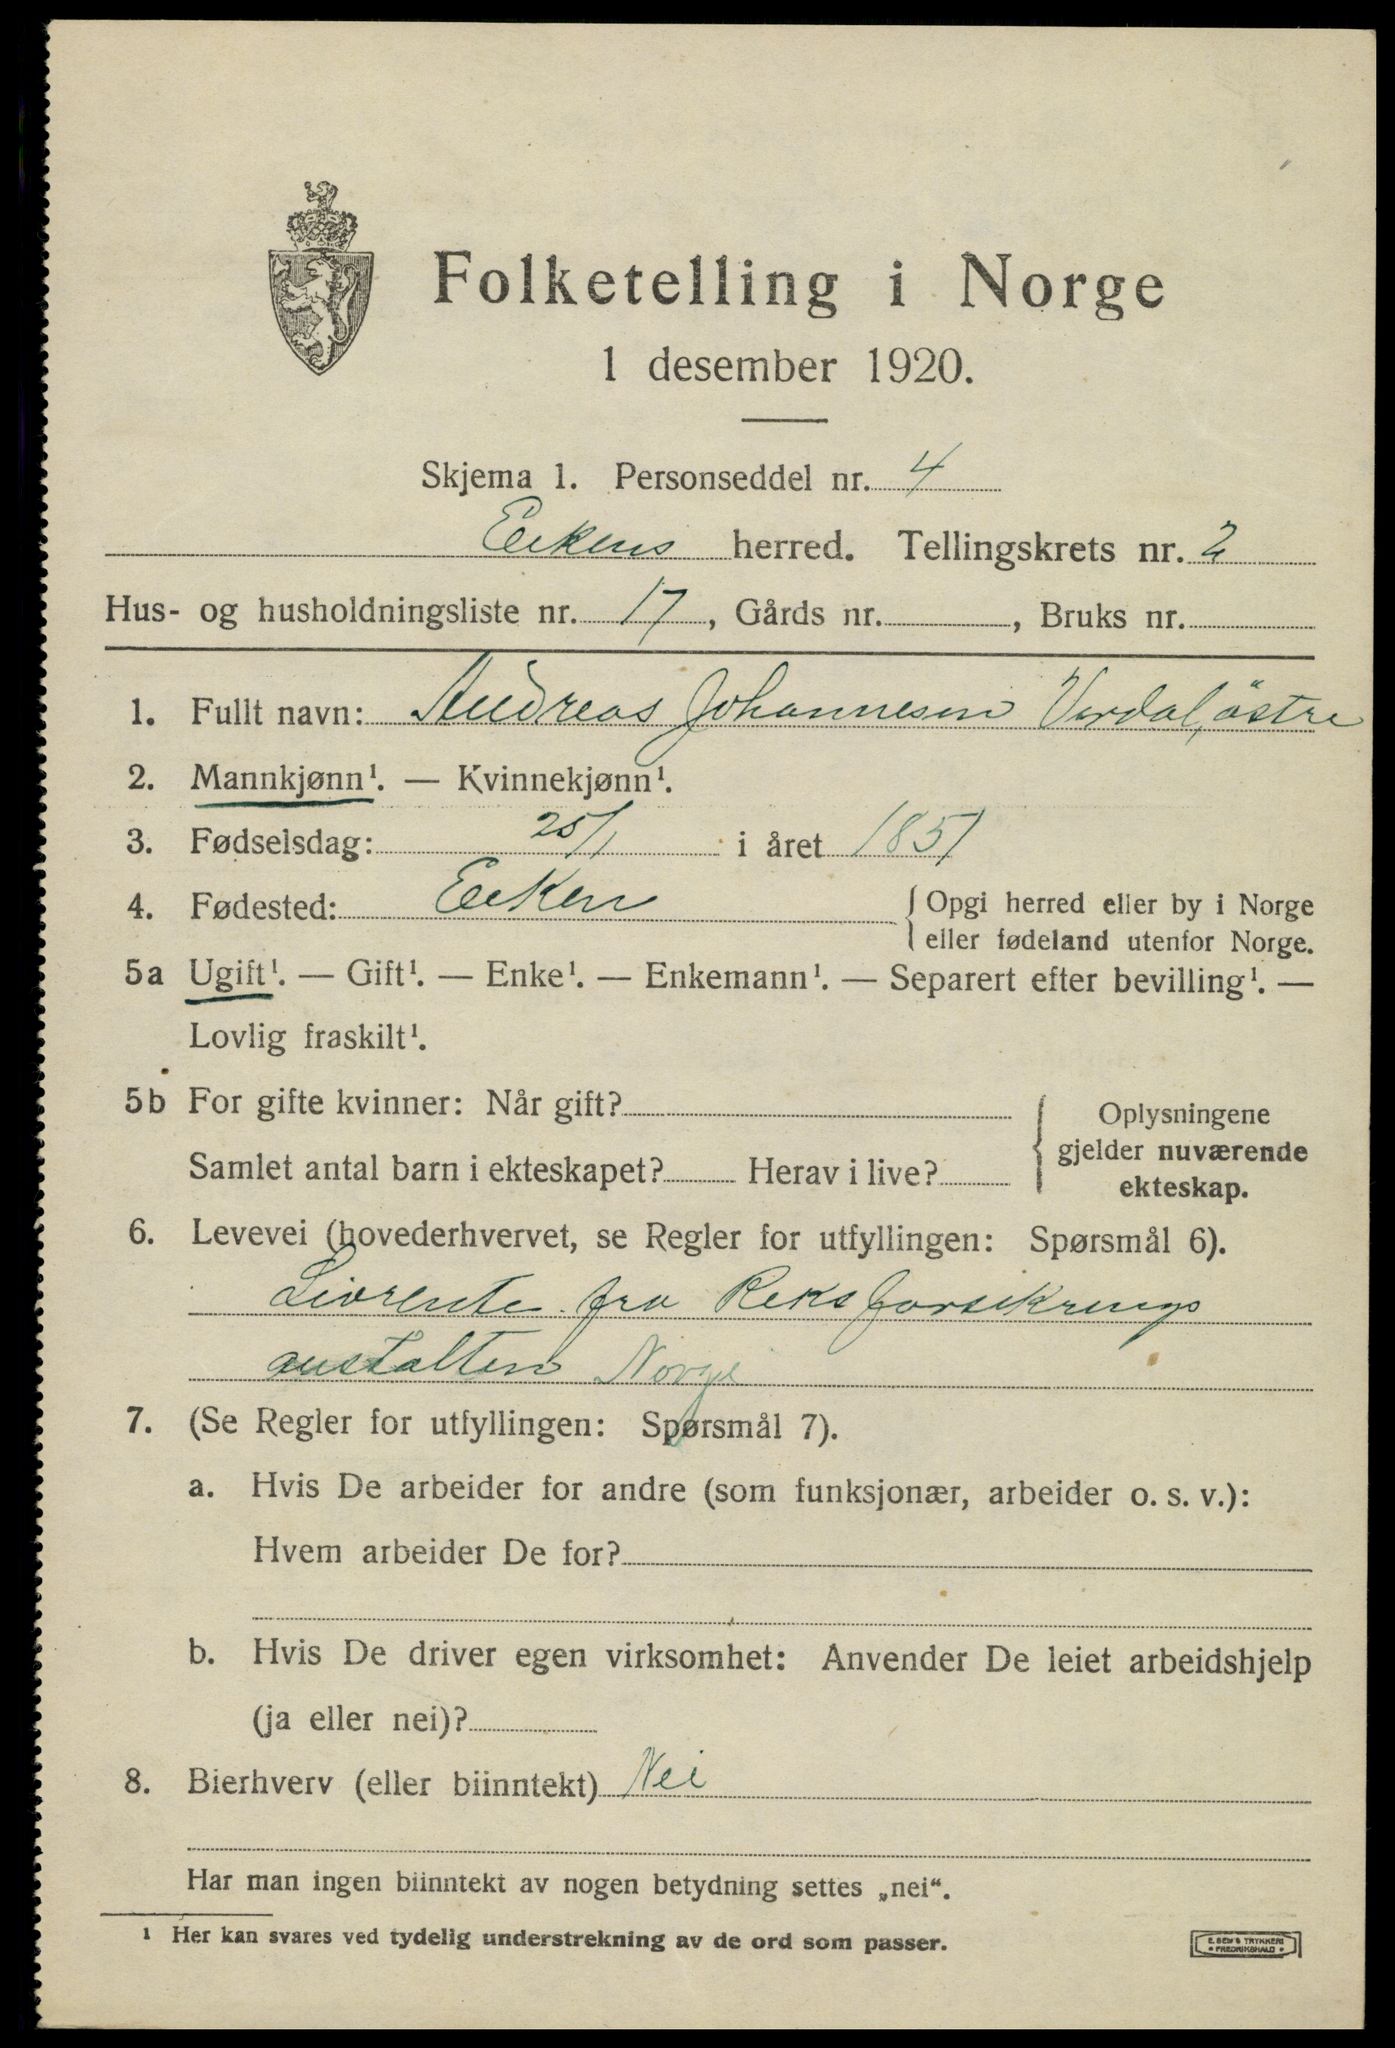 Folketelling i Norge
1 desember 1920.
Skjema 1. Personseddel nr. 4
Eikens herred. Tellingskrets nr. 2
Hus- og husholdningsliste nr. 17, Gårds nr. , Bruks nr.
1. Fullt navn: Andreas Johannesen Verdal, östre
2. Mannkjønn¹. — Kvinnekjønn¹.
3. Fødselsdag: 25/1 i året 1851
4. Fødested: Eiken { Opgi herred eller by i Norge
eller fødeland utenfor Norge.
5a Ugift¹. — Gift¹. — Enke¹. — Enkemann¹. — Separert efter bevilling¹. —
Lovlig fraskilt¹.
5b For gifte kvinner: Når gift?
Samlet antal barn i ekteskapet? Herav i live?
{ Oplysningene
gjelder nuværende
ekteskap.
6. Levevei (hovederhvervet, se Regler for utfyllingen: Spørsmål 6).
Livrente fra Riksforsikrings
anstalten Norge
7. (Se Regler for utfyllingen: Spørsmål 7).
a. Hvis De arbeider for andre (som funksjonær, arbeider o. s. v.):
Hvem arbeider De for?
b. Hvis De driver egen virksomhet: Anvender De leiet arbeidshjelp
(ja eller nei)?
8. Bierhverv (eller biinntekt) Nei
Har man ingen biinntekt av nogen betydning settes „nei“.
¹ Her kan svares ved tydelig understrekning av de ord som passer.
E. SEM'S TRYKKERI
• FREDRIKSHALD •